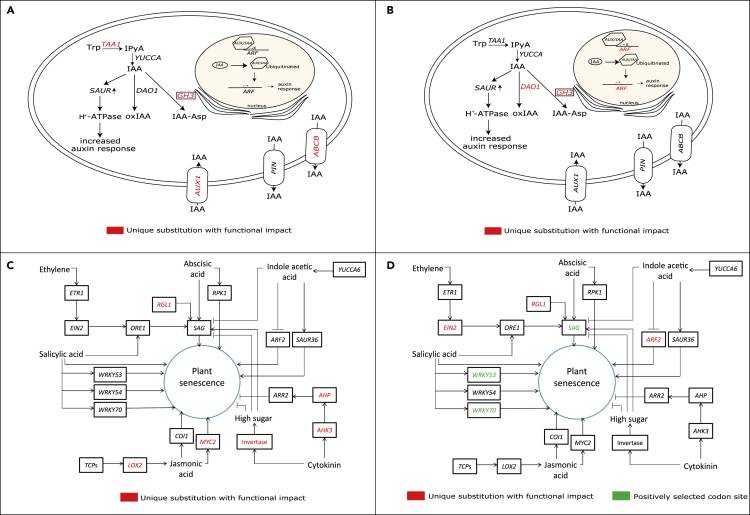 A
Trp
TAA1
IPyA
YUCCA
IAA
SAUR
DAO1
GH3
H⁺-ATPase
oxIAA
IAA-Asp
increased
auxin response
AUX/IAA
ARF
IAA
AUX/IAA
Ubiquitinated
ARF
auxin
response
nucleus
IAA
AUX1
IAA
IAA
PIN
IAA
IAA
ABCB
IAA
Unique substitution with functional impact
B
Trp
TAA1
IPyA
YUCCA
IAA
SAUR
DAO1
GH3
H⁺-ATPase
oxIAA
IAA-Asp
increased
auxin response
AUX/IAA
ARF
IAA
AUX/IAA
Ubiquitinated
ARF
auxin
response
nucleus
IAA
AUX1
IAA
IAA
PIN
IAA
IAA
ABCB
IAA
Unique substitution with functional impact
C
Ethylene
Abscisic
acid
Indole acetic
acid
YUCCA6
ETR1
RGL1
RPK1
EIN2
ORE1
SAG
ARF2
SAUR36
Salicylic acid
WRKY53
WRKY54
WRKY70
Plant
senescence
ARR2
AHP
High sugar
COI1
MYC2
Invertase
AHK3
TCPs
LOX2
Jasmonic
acid
Cytokinin
Unique substitution with functional impact
D
Ethylene
Abscisic
acid
Indole acetic
acid
YUCCA6
ETR1
RGL1
RPK1
EIN2
ORE1
SAG
ARF2
SAUR36
Salicylic acid
WRKY53
WRKY54
WRKY70
Plant
senescence
ARR2
AHP
High sugar
COI1
MYC2
Invertase
AHK3
TCPs
LOX2
Jasmonic
acid
Cytokinin
Unique substitution with functional impact
Positively selected codon site